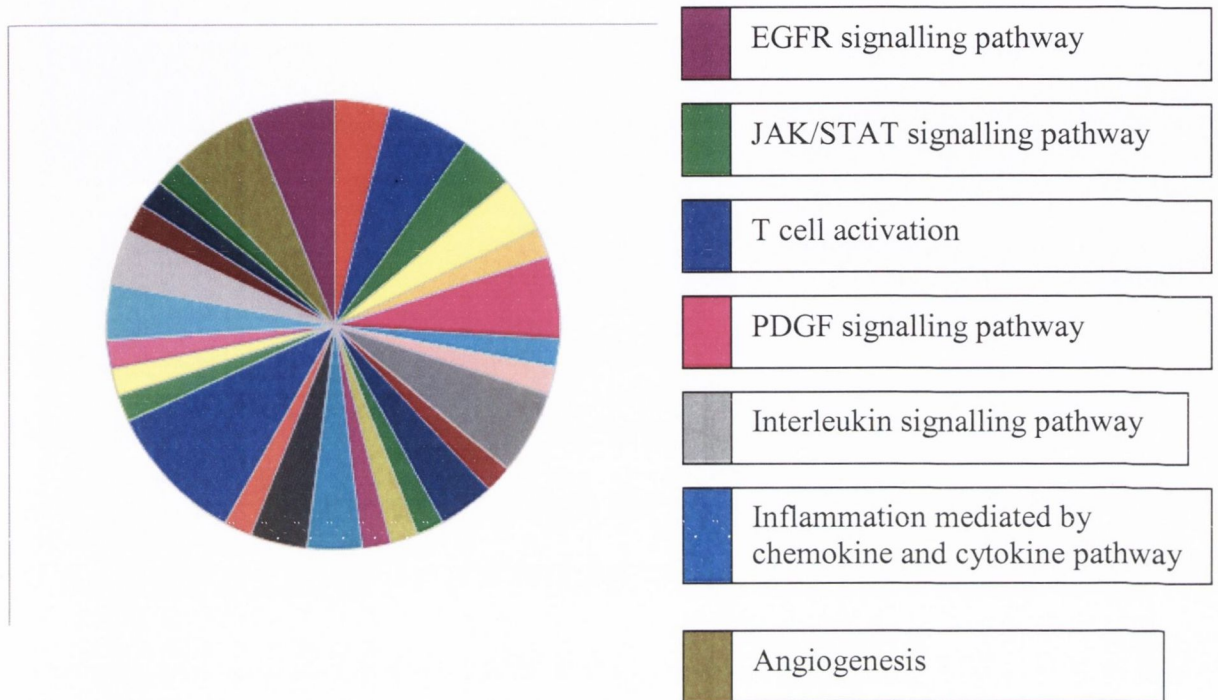 EGFR signalling pathway
JAK/STAT signalling pathway
T cell activation
PDGF signalling pathway
Interleukin signalling pathway
Inflammation mediated by
chemokine and cytokine pathway
Angiogenesis